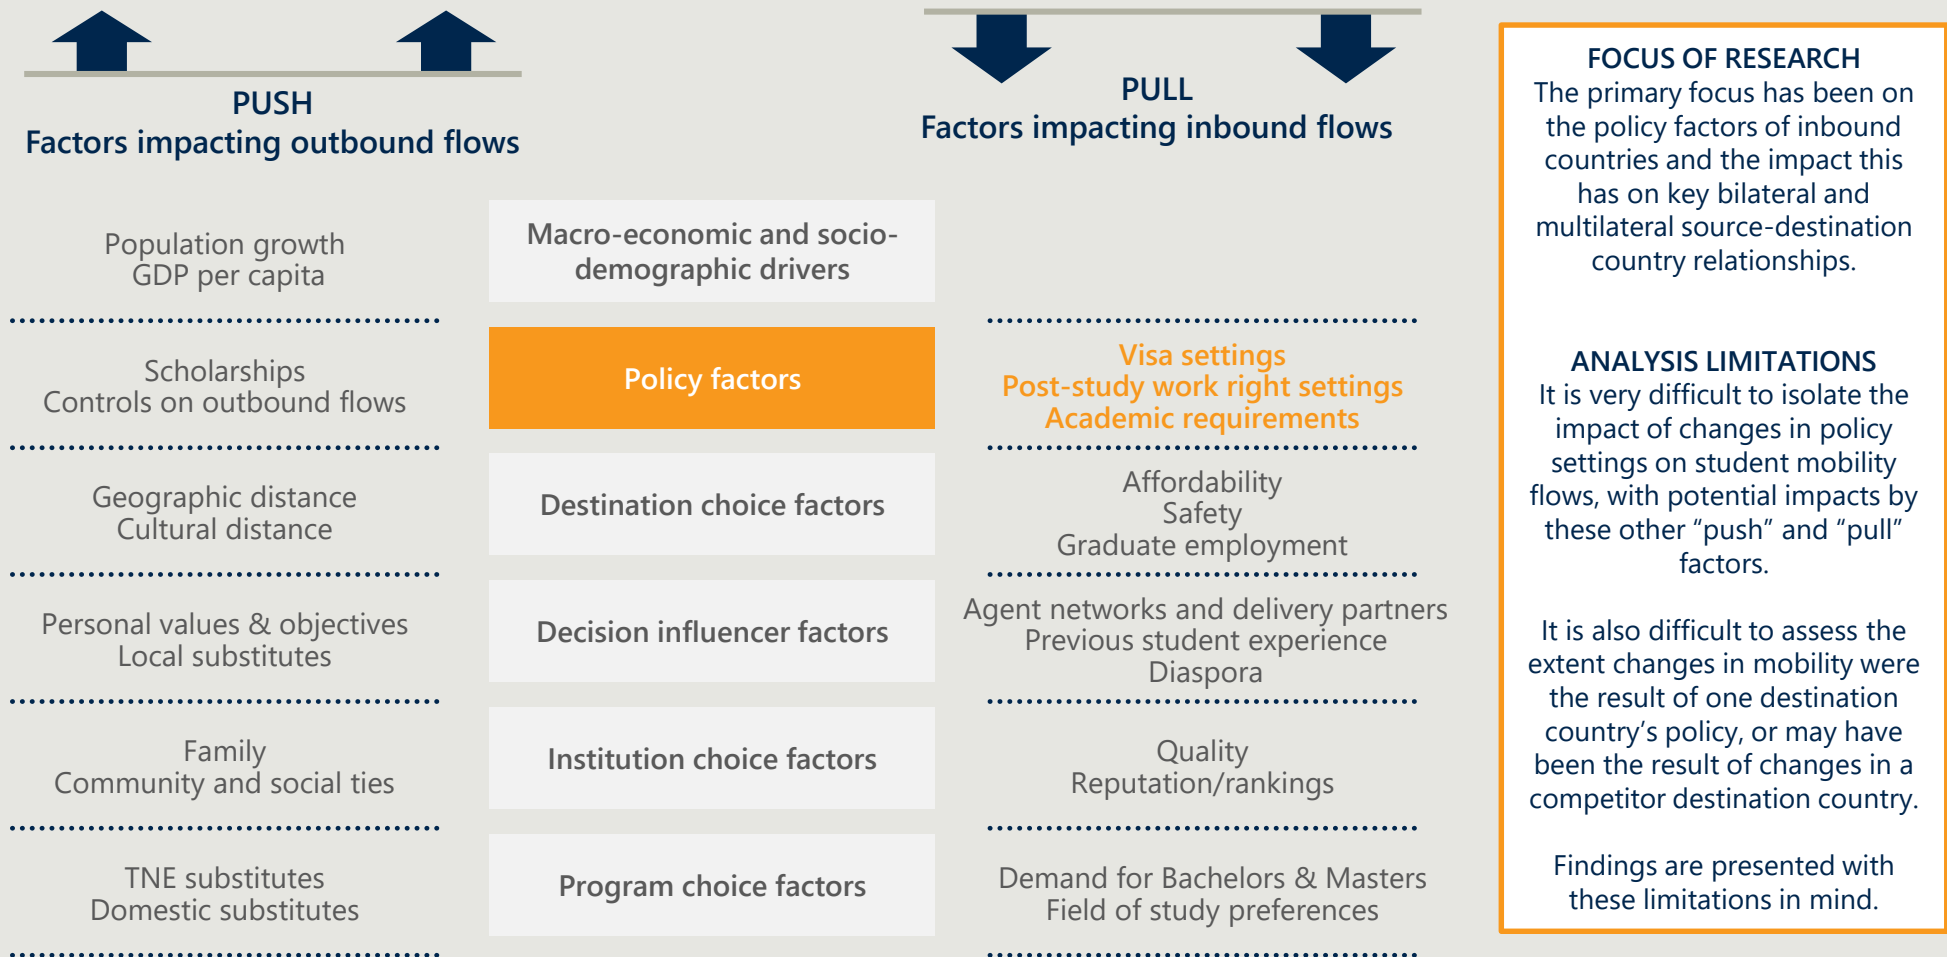 PUSH
Factors impacting outbound flows
PULL
Factors impacting inbound flows
Population growth
GDP per capita
Macro-economic and socio-
demographic drivers
Scholarships
Controls on outbound flows
Policy factors
Visa settings
Post-study work right settings
Academic requirements
Geographic distance
Cultural distance
Destination choice factors
Affordability
Safety
Graduate employment
Personal values & objectives
Local substitutes
Decision influencer factors
Agent networks and delivery partners
Previous student experience
Diaspora
Family
Community and social ties
Institution choice factors
Quality
Reputation/rankings
TNE substitutes
Domestic substitutes
Program choice factors
Demand for Bachelors & Masters
Field of study preferences
FOCUS OF RESEARCH
The primary focus has been on
the policy factors of inbound
countries and the impact this
has on key bilateral and
multilateral source-destination
country relationships.
ANALYSIS LIMITATIONS
It is very difficult to isolate the
impact of changes in policy
settings on student mobility
flows, with potential impacts by
these other “push” and “pull”
factors.
It is also difficult to assess the
extent changes in mobility were
the result of one destination
country’s policy, or may have
been the result of changes in a
competitor destination country.
Findings are presented with
these limitations in mind.